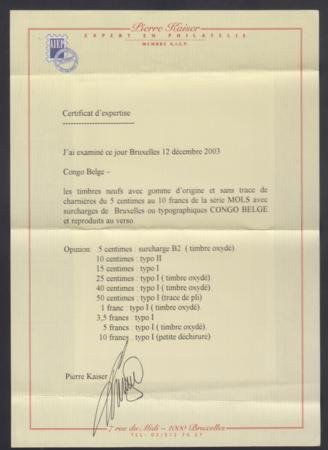 Pierre Kaiser
EXPERT EN PHILATELIE
MEMBRE A.I.E.P.
AIEP
Certificat d'expertise
J'ai examiné ce jour Bruxelles 12 décembre 2003
Congo Belge -
les timbres neufs avec gomme d'origine et sans trace de
charnières du 5 centimes au 10 francs de la série MOLS avec
surcharges de Bruxelles ou typographiques CONGO BELGE
et reproduits au verso.
Opinion: 5 centimes : surcharge B2 ( timbre oxydé)
10 centimes : typo II
15 centimes : typo I
25 centimes : typo I ( timbre oxydé).
40 centimes : typo I ( timbre oxydé).
50 centimes : typo I (trace de pli)
1 franc : typo I ( timbre oxydé).
3,5 francs : typo I
5 francs : typo I ( timbre oxydé).
10 francs : typo I (petite déchirure)
Pierre Kaiser
7 rue du Midi - 1000 Bruxelles